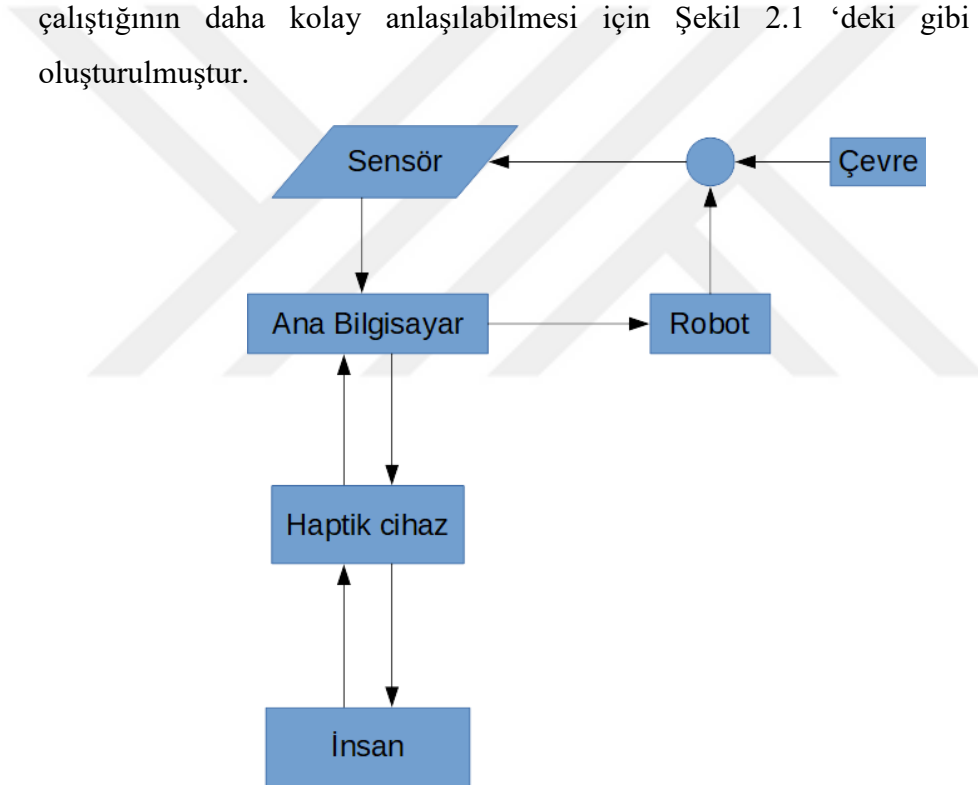 çalıştığının daha kolay anlaşılabilmesi için Şekil 2.1 ‘deki gibi
oluşturulmuştur.
Sensör
Çevre
Ana Bilgisayar
Robot
Haptik cihaz
İnsan